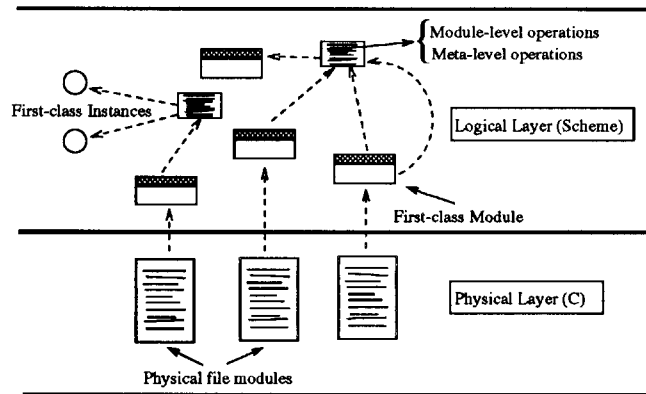 Module-level operations
Meta-level operations
First-class Instances
Logical Layer (Scheme)
First-class Module
Physical Layer (C)
Physical file modules